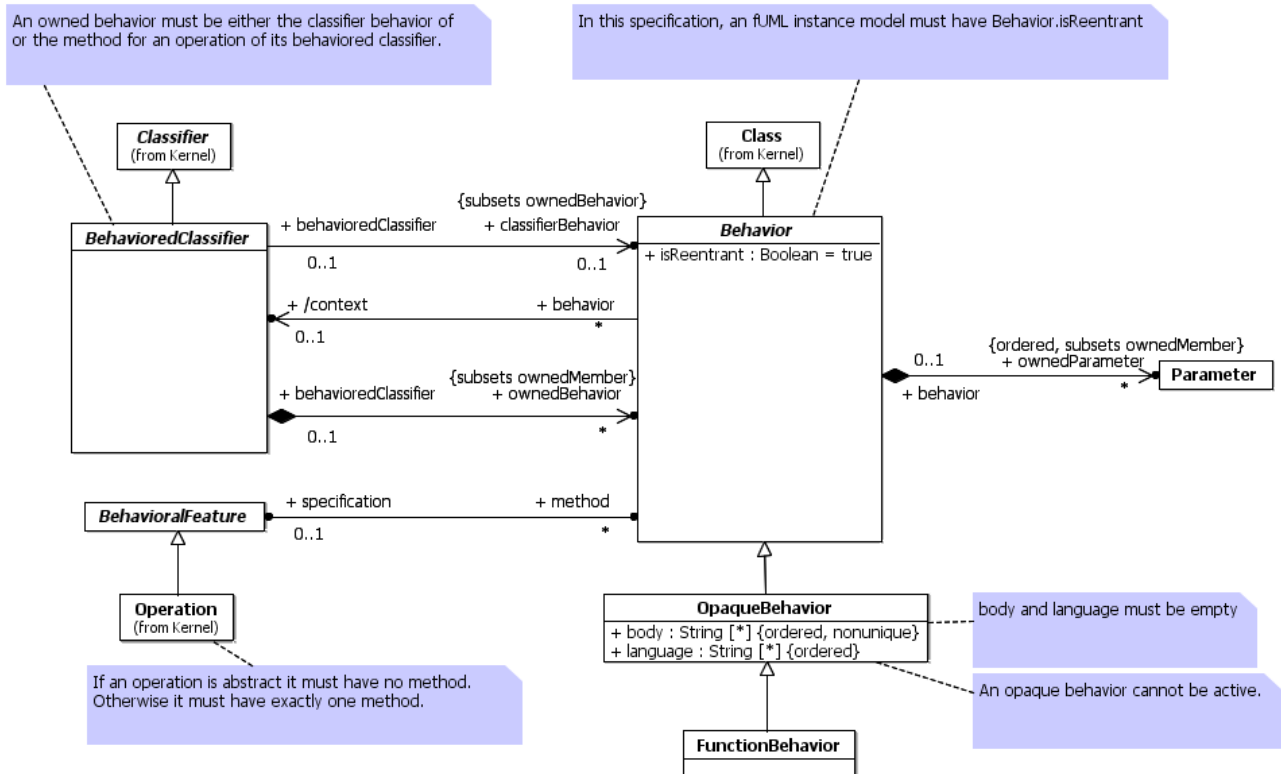 An owned behavior must be either the classifier behavior of
or the method for an operation of its behaviored classifier.
In this specification, an fUML instance model must have Behavior.isReentrant
Classifier
(from Kernel)
Class
(from Kernel)
BehavioredClassifier
+ behavioredClassifier
0..1
{subsets ownedBehavior}
+ classifierBehavior
0..1
Behavior
+ isReentrant : Boolean = true
+ /context
0..1
+ behavior
*
+ behavioredClassifier
0..1
{subsets ownedMember}
+ ownedBehavior
*
0..1
+ behavior
{ordered, subsets ownedMember}
+ ownedParameter
*
Parameter
BehavioralFeature
+ specification
0..1
+ method
*
Operation
(from Kernel)
If an operation is abstract it must have no method.
Otherwise it must have exactly one method.
OpaqueBehavior
+ body : String [*] {ordered, nonunique}
+ language : String [*] {ordered}
body and language must be empty
An opaque behavior cannot be active.
FunctionBehavior